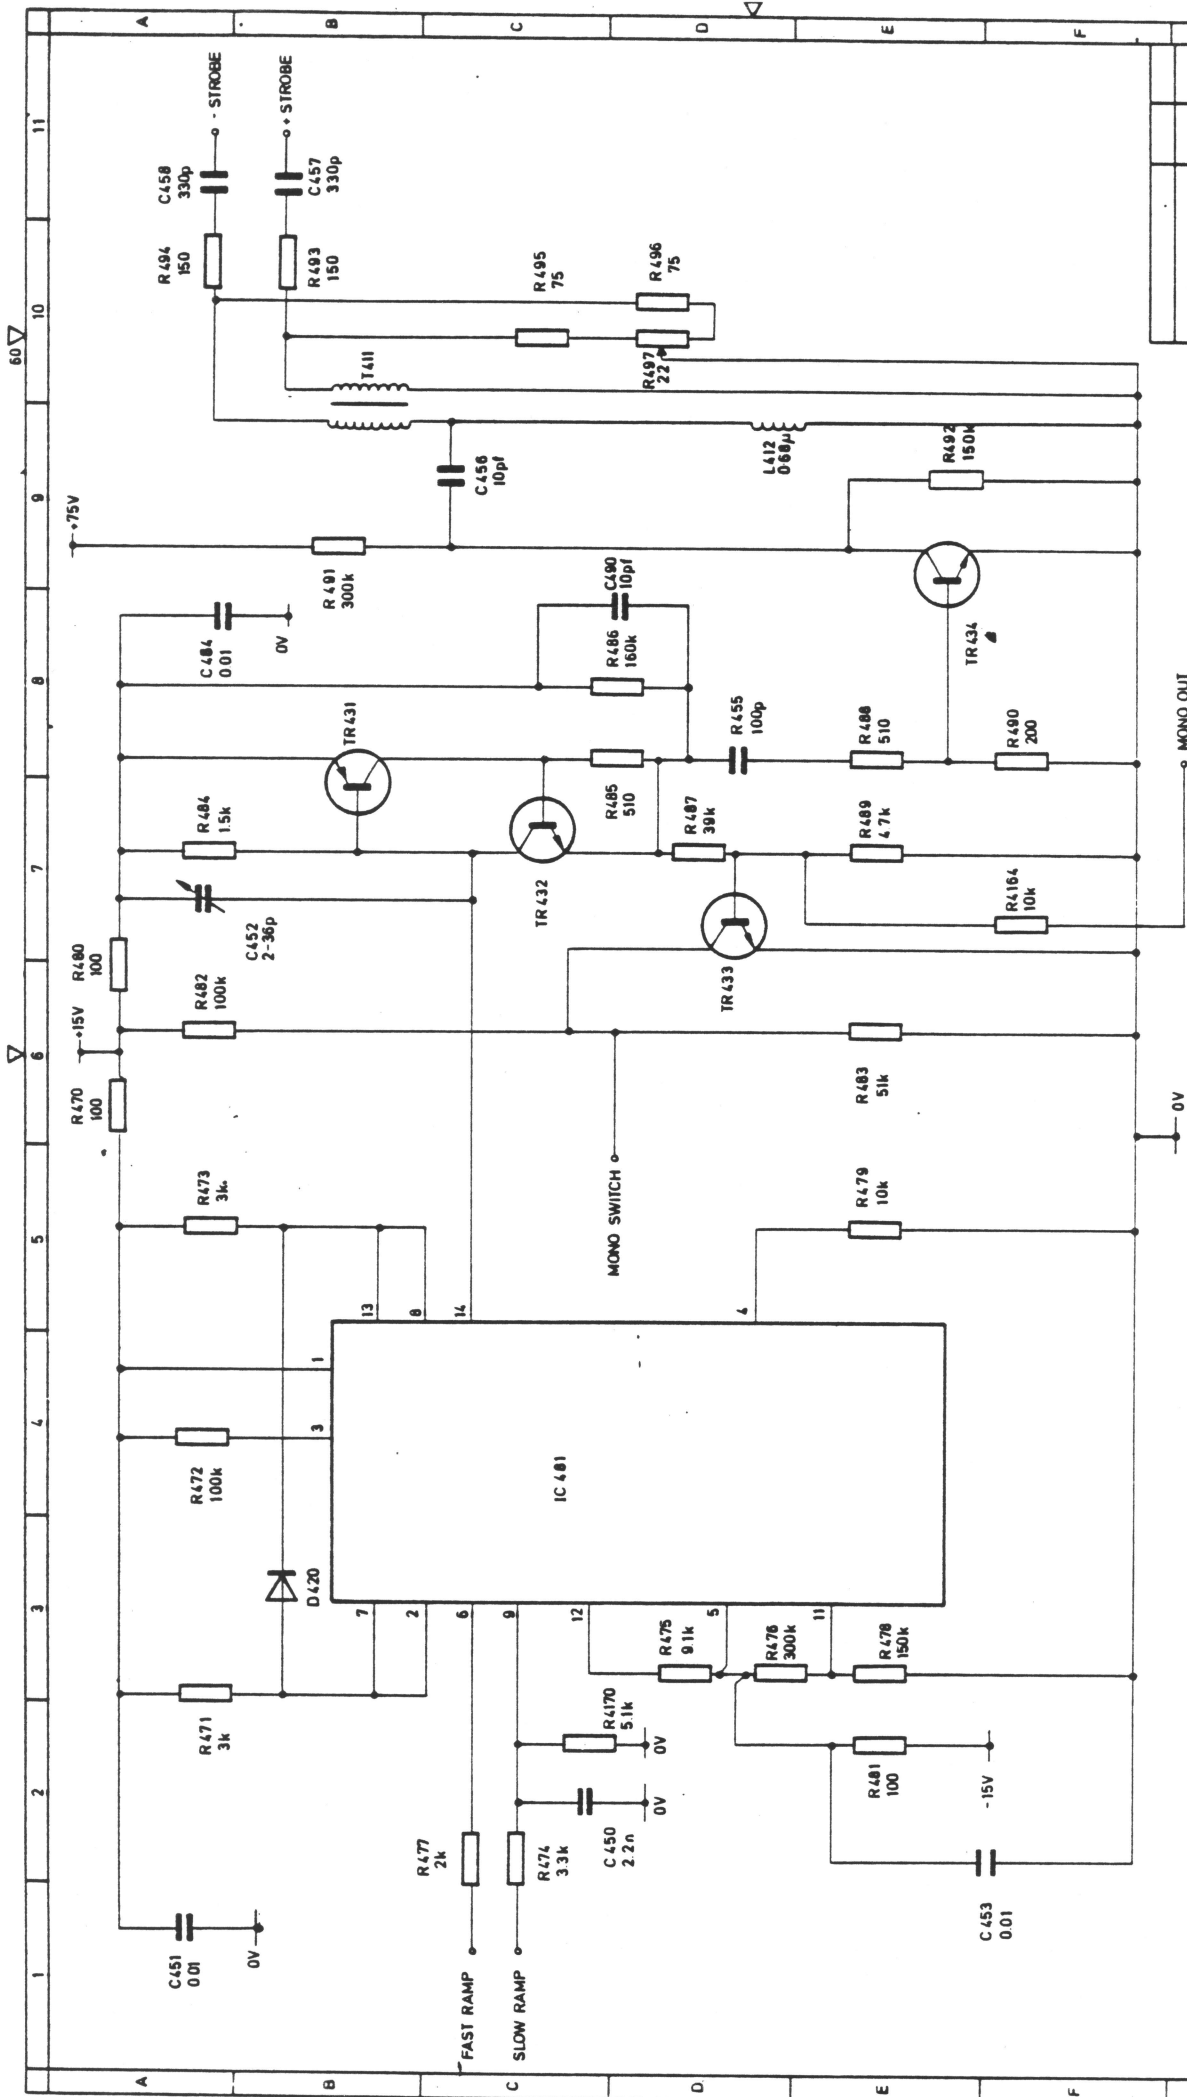 60
1 2 3 4 5 6 7 8 9 10 11
A
B
C
D
E
F
A
B
C
D
E
F
C451
0.01
0V
R471
3k
D420
R472
100k
R473
3k
R470
100
+15V
R480
100
R482
100k
C452
2-36p
R484
1.5k
TR431
C484
0.01
0V
R491
300k
+75V
C456
10pf
T411
R494
150
C458
330p
- STROBE
R493
150
C457
330p
+ STROBE
R495
75
R496
75
R497
22
L412
0.68µ
R492
150k
TR434
C490
10pf
R486
160k
R485
510
R455
100p
R488
510
R490
200
TR432
R487
39k
R489
4.7k
R4164
10k
TR433
MONO SWITCH
R483
51k
MONO OUT
0V
R479
10k
IC 481
7
2
6
9
12
5
11
3
1
13
8
14
4
FAST RAMP
R477
2k
SLOW RAMP
R474
3.3k
C450
2.2n
0V
R4170
5.1k
0V
R475
9.1k
R476
300k
R478
150k
R481
100
-15V
C453
0.01